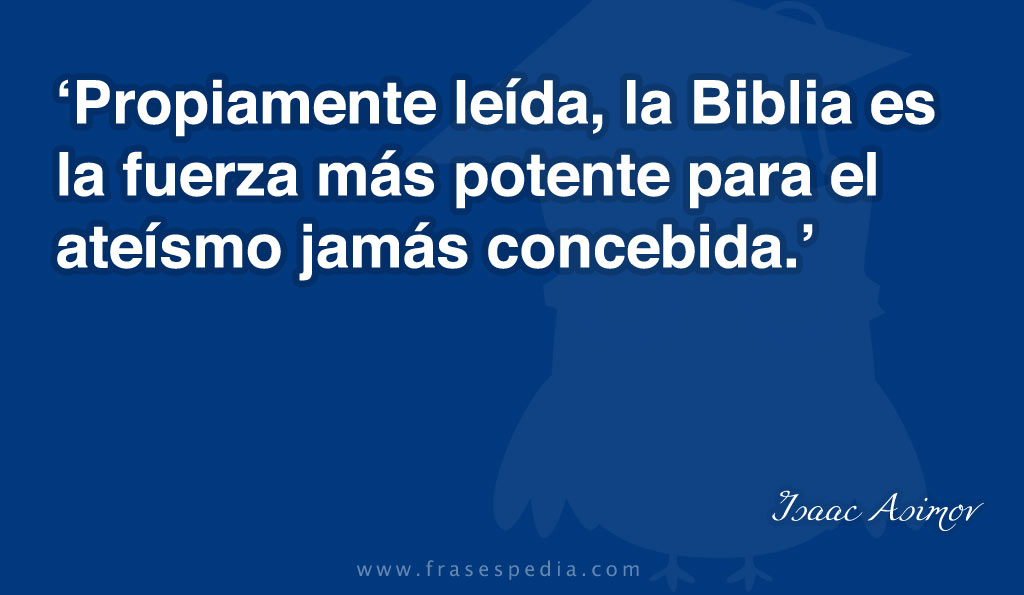 ‘Propiamente leída, la Biblia es
la fuerza más potente para el
ateísmo jamás concebida.’
Isaac Asimov
www.frasespedia.com